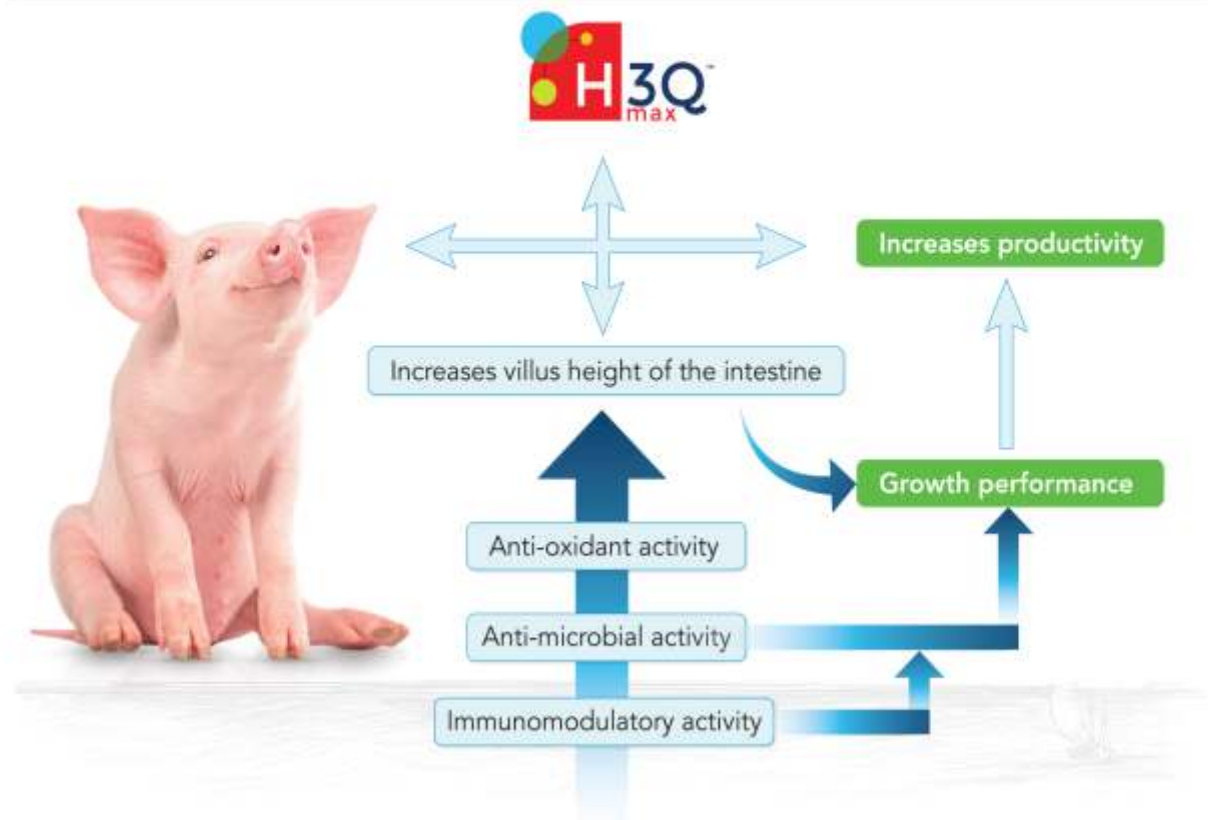 H3Q™
max
Increases productivity
Increases villus height of the intestine
Growth performance
Anti-oxidant activity
Anti-microbial activity
Immunomodulatory activity